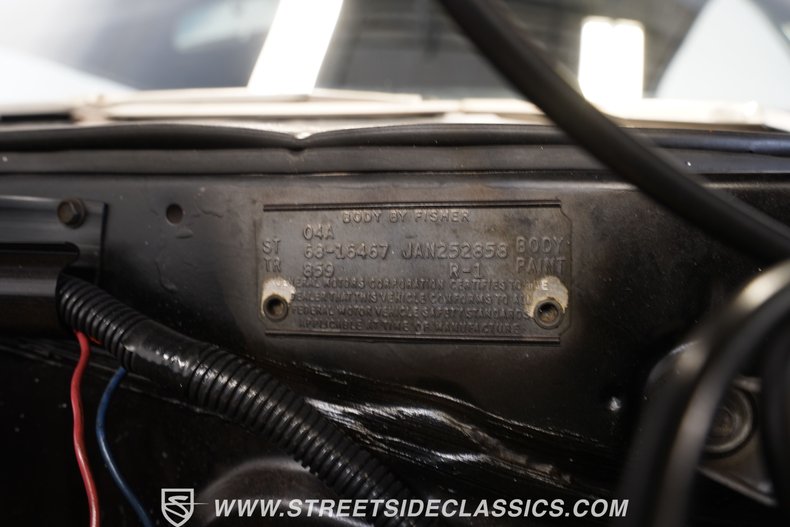 BODY BY FISHER
04A
ST 68-16467 JAN252858 BODY
TR 859 R-1 PAINT
GENERAL MOTORS CORPORATION CERTIFIES TO THE
DEALER THAT THIS VEHICLE CONFORMS TO ALL
FEDERAL MOTOR VEHICLE SAFETY STANDARDS
APPLICABLE AT TIME OF MANUFACTURE
WWW.STREETSIDECLASSICS.COM